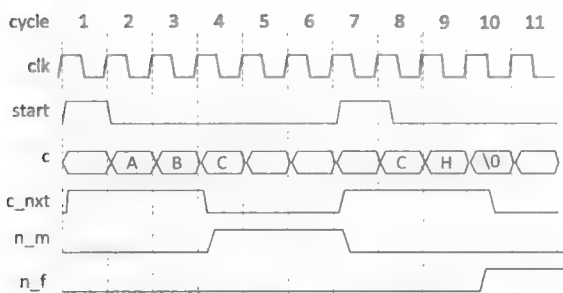 cycle 1 2 3 4 5 6 7 8 9 10 11
clk
start
c A B C C H \0
c_nxt
n_m
n_f